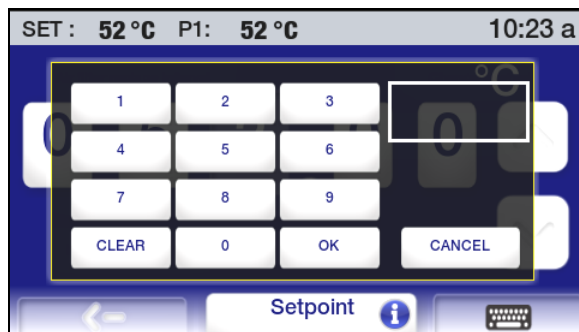 SET : 52 °C P1: 52 °C 10:23 a
°C
1 2 3
4 5 6
7 8 9
CLEAR 0 OK CANCEL
Setpoint i